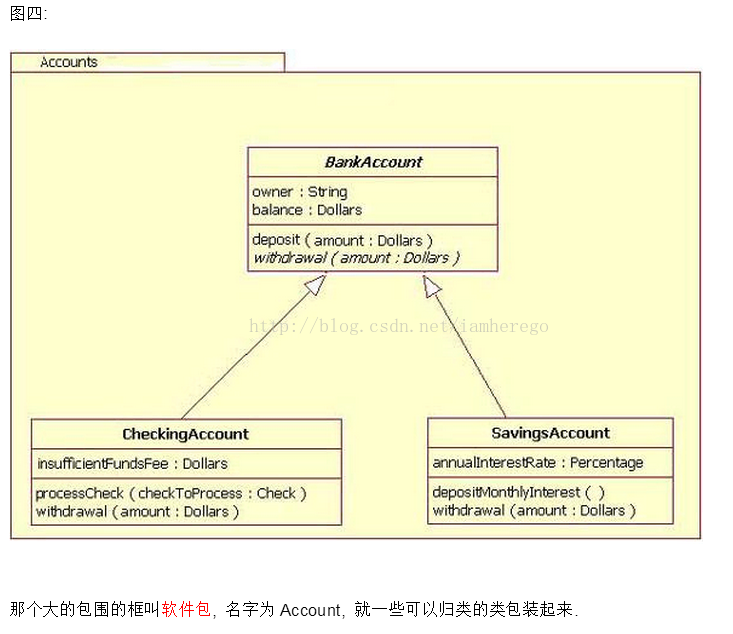 图四:
Accounts
BankAccount
owner : String
balance : Dollars
deposit ( amount : Dollars )
withdrawal ( amount : Dollars )
http://blog.csdn.net/iamherego
CheckingAccount
insufficientFundsFee : Dollars
processCheck ( checkToProcess : Check )
withdrawal ( amount : Dollars )
SavingsAccount
annualInterestRate : Percentage
depositMonthlyInterest ( )
withdrawal ( amount : Dollars )
那个大的包围的框叫软件包, 名字为 Account, 就一些可以归类的类包装起来.